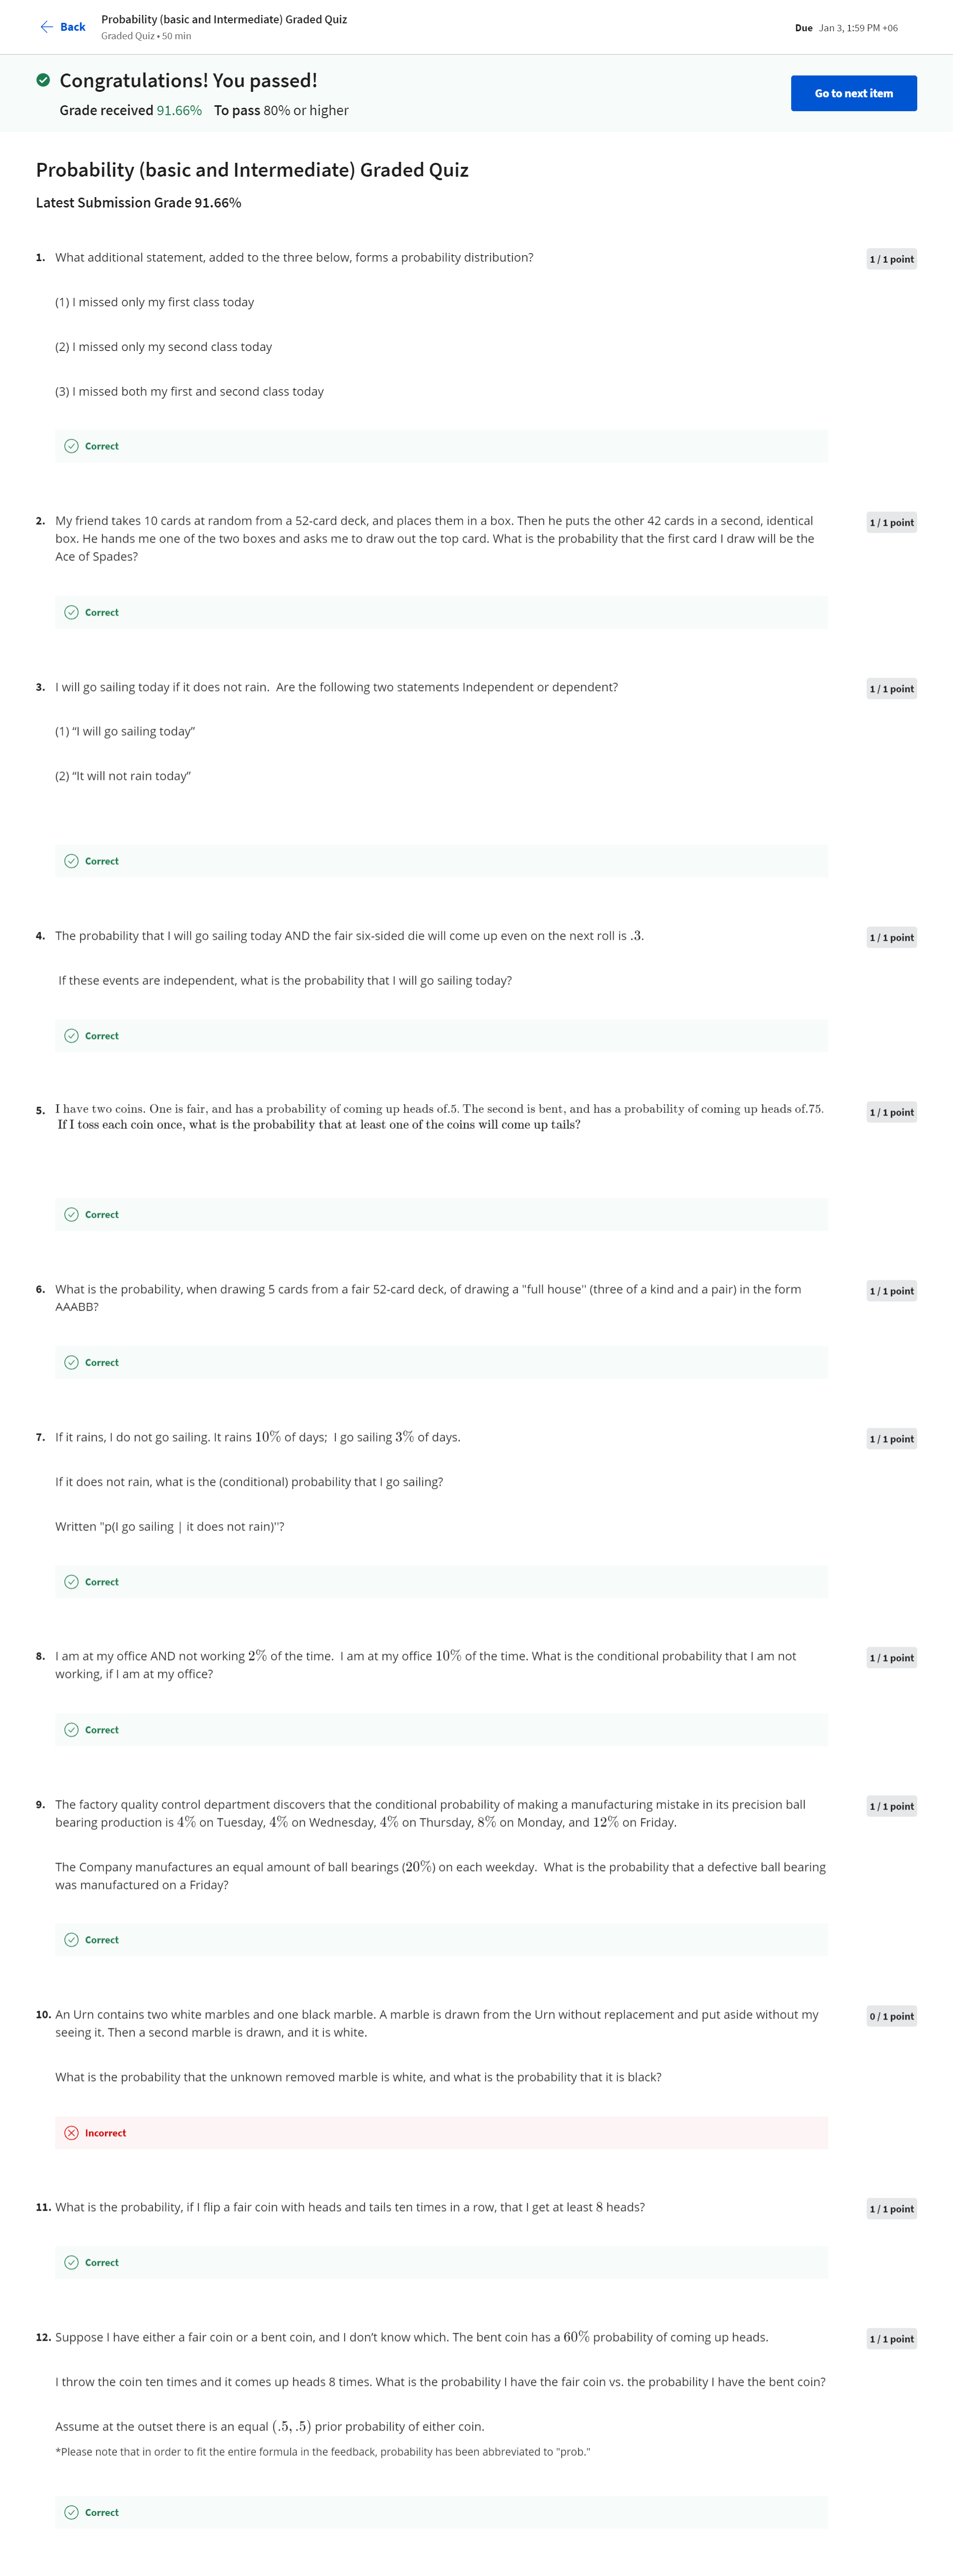 Back
Probability (basic and Intermediate) Graded Quiz
Graded Quiz • 50 min
Due Jan 3, 1:59 PM +06
Congratulations! You passed!
Grade received 91.66% To pass 80% or higher
Go to next item
Probability (basic and Intermediate) Graded Quiz
Latest Submission Grade 91.66%
1. What additional statement, added to the three below, forms a probability distribution?
1 / 1 point
(1) I missed only my first class today
(2) I missed only my second class today
(3) I missed both my first and second class today
Correct
2. My friend takes 10 cards at random from a 52-card deck, and places them in a box. Then he puts the other 42 cards in a second, identical
box. He hands me one of the two boxes and asks me to draw out the top card. What is the probability that the first card I draw will be the
Ace of Spades?
1 / 1 point
Correct
3. I will go sailing today if it does not rain. Are the following two statements Independent or dependent?
1 / 1 point
(1) “I will go sailing today”
(2) “It will not rain today”
Correct
4. The probability that I will go sailing today AND the fair six-sided die will come up even on the next roll is .3.
1 / 1 point
If these events are independent, what is the probability that I will go sailing today?
Correct
5. I have two coins. One is fair, and has a probability of coming up heads of.5. The second is bent, and has a probability of coming up heads of.75.
If I toss each coin once, what is the probability that at least one of the coins will come up tails?
1 / 1 point
Correct
6. What is the probability, when drawing 5 cards from a fair 52-card deck, of drawing a "full house" (three of a kind and a pair) in the form
AAABB?
1 / 1 point
Correct
7. If it rains, I do not go sailing. It rains 10% of days; I go sailing 3% of days.
1 / 1 point
If it does not rain, what is the (conditional) probability that I go sailing?
Written "p(I go sailing | it does not rain)"?
Correct
8. I am at my office AND not working 2% of the time. I am at my office 10% of the time. What is the conditional probability that I am not
working, if I am at my office?
1 / 1 point
Correct
9. The factory quality control department discovers that the conditional probability of making a manufacturing mistake in its precision ball
bearing production is 4% on Tuesday, 4% on Wednesday, 4% on Thursday, 8% on Monday, and 12% on Friday.
1 / 1 point
The Company manufactures an equal amount of ball bearings (20%) on each weekday. What is the probability that a defective ball bearing
was manufactured on a Friday?
Correct
10. An Urn contains two white marbles and one black marble. A marble is drawn from the Urn without replacement and put aside without my
seeing it. Then a second marble is drawn, and it is white.
0 / 1 point
What is the probability that the unknown removed marble is white, and what is the probability that it is black?
Incorrect
11. What is the probability, if I flip a fair coin with heads and tails ten times in a row, that I get at least 8 heads?
1 / 1 point
Correct
12. Suppose I have either a fair coin or a bent coin, and I don’t know which. The bent coin has a 60% probability of coming up heads.
1 / 1 point
I throw the coin ten times and it comes up heads 8 times. What is the probability I have the fair coin vs. the probability I have the bent coin?
Assume at the outset there is an equal (.5, .5) prior probability of either coin.
*Please note that in order to fit the entire formula in the feedback, probability has been abbreviated to "prob."
Correct